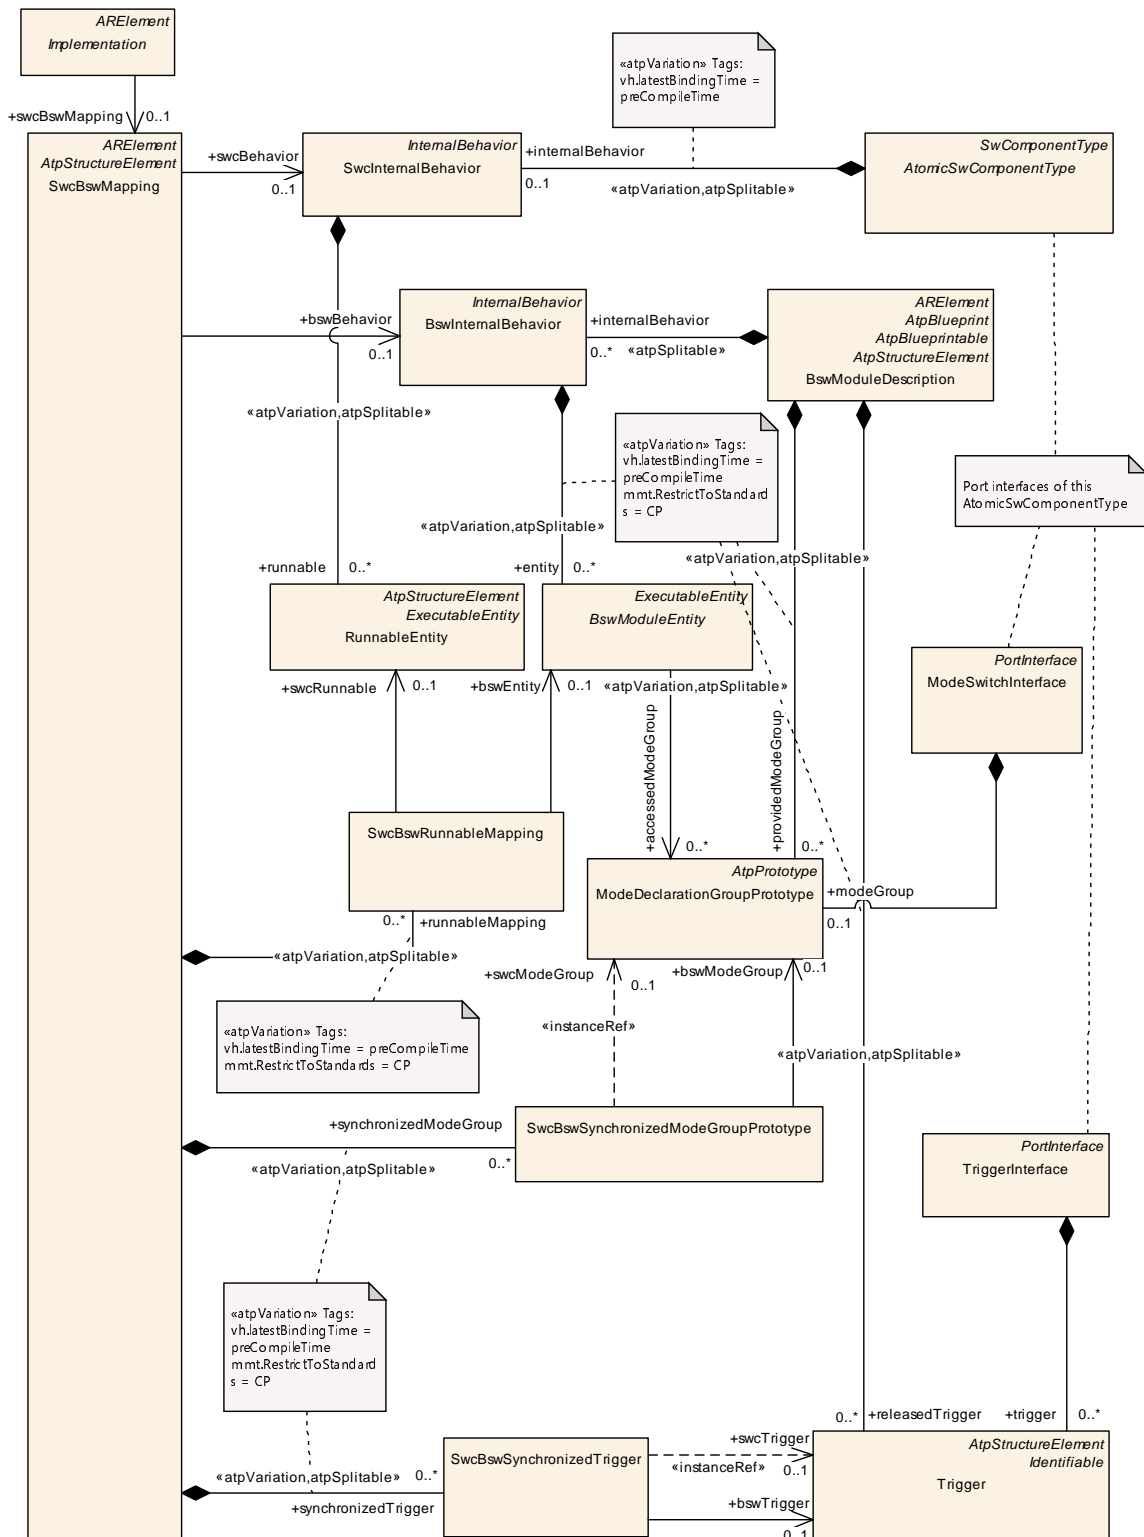 ARElement
Implementation
+swcBswMapping
0..1
ARElement
AtpStructureElement
SwcBswMapping
+swcBehavior
0..1
InternalBehavior
SwcInternalBehavior
+internalBehavior
0..1
«atpVariation,atpSplitable»
«atpVariation» Tags:
vh.latestBindingTime =
preCompileTime
SwComponentType
AtomicSwComponentType
+bswBehavior
0..1
InternalBehavior
BswInternalBehavior
+internalBehavior
0..*
«atpSplitable»
ARElement
AtpBlueprint
AtpBlueprintable
AtpStructureElement
BswModuleDescription
«atpVariation,atpSplitable»
«atpVariation» Tags:
vh.latestBindingTime =
preCompileTime
mmt.RestrictToStandard
s = CP
Port interfaces of this
AtomicSwComponentType
«atpVariation,atpSplitable»
«atpVariation,atpSplitable»
+runnable
0..*
+entity
0..*
AtpStructureElement
ExecutableEntity
RunnableEntity
ExecutableEntity
BswModuleEntity
PortInterface
ModeSwitchInterface
+swcRunnable
0..1
+bswEntity
0..1
«atpVariation,atpSplitable»
+accessedModeGroup
0..*
+providedModeGroup
0..*
SwcBswRunnableMapping
AtpPrototype
ModeDeclarationGroupPrototype
+modeGroup
0..1
0..*
+runnableMapping
«atpVariation,atpSplitable»
+swcModeGroup
0..1
+bswModeGroup
0..1
«atpVariation» Tags:
vh.latestBindingTime = preCompileTime
mmt.RestrictToStandards = CP
«instanceRef»
«atpVariation,atpSplitable»
+synchronizedModeGroup
0..*
«atpVariation,atpSplitable»
SwcBswSynchronizedModeGroupPrototype
PortInterface
TriggerInterface
«atpVariation» Tags:
vh.latestBindingTime =
preCompileTime
mmt.RestrictToStandard
s = CP
0..*
+releasedTrigger
+trigger
0..*
«atpVariation,atpSplitable»
0..*
+synchronizedTrigger
SwcBswSynchronizedTrigger
+swcTrigger
«instanceRef»
0..1
+bswTrigger
0..1
AtpStructureElement
Identifiable
Trigger